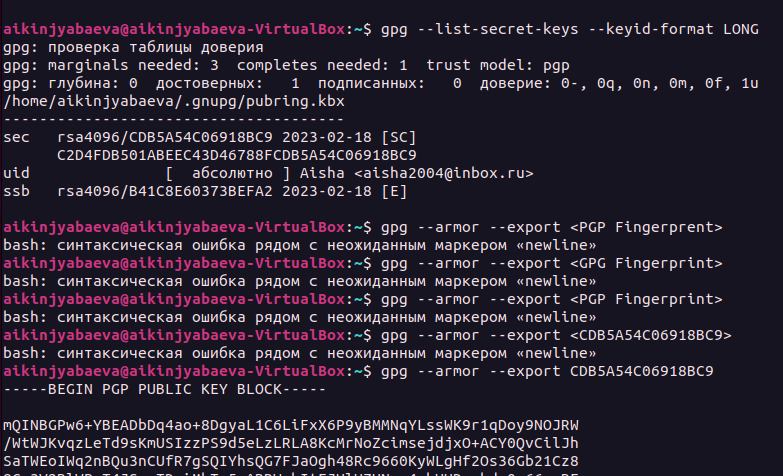 aikinjyabaeva@aikinjyabaeva-VirtualBox:~$ gpg --list-secret-keys --keyid-format LONG
gpg: проверка таблицы доверия
gpg: marginals needed: 3  completes needed: 1  trust model: pgp
gpg: глубина: 0  достоверных:   1  подписанных:   0  доверие: 0-, 0q, 0n, 0m, 0f, 1u
/home/aikinjyabaeva/.gnupg/pubring.kbx
--------------------------------------
sec   rsa4096/CDB5A54C06918BC9 2023-02-18 [SC]
      C2D4FDB501ABEEC43D46788FCDB5A54C06918BC9
uid               [  абсолютно ] Aisha <aisha2004@inbox.ru>
ssb   rsa4096/B41C8E60373BEFA2 2023-02-18 [E]

aikinjyabaeva@aikinjyabaeva-VirtualBox:~$ gpg --armor --export <PGP Fingerprent>
bash: синтаксическая ошибка рядом с неожиданным маркером «newline»
aikinjyabaeva@aikinjyabaeva-VirtualBox:~$ gpg --armor --export <GPG Fingerprint>
bash: синтаксическая ошибка рядом с неожиданным маркером «newline»
aikinjyabaeva@aikinjyabaeva-VirtualBox:~$ gpg --armor --export <PGP Fingerprint>
bash: синтаксическая ошибка рядом с неожиданным маркером «newline»
aikinjyabaeva@aikinjyabaeva-VirtualBox:~$ gpg --armor --export <CDB5A54C06918BC9>
bash: синтаксическая ошибка рядом с неожиданным маркером «newline»
aikinjyabaeva@aikinjyabaeva-VirtualBox:~$ gpg --armor --export CDB5A54C06918BC9
-----BEGIN PGP PUBLIC KEY BLOCK-----

mQINBGPw6+YBEADbDq4ao+8DgyaL1C6LiFxX6P9yBMMNqYLssWK9r1qDoy9NOJRW
/WtWJKvqzLeTd9sKmUSIzzPS9d5eLzLRLA8KcMrNoZcimsejdjxO+ACY0QvCilJh
SaTWEoIWq2nBQu3nCUfR7gSQIYhsQG7FJaOgh48Rc9660KyWLgHf2Os36Gb21Cz8